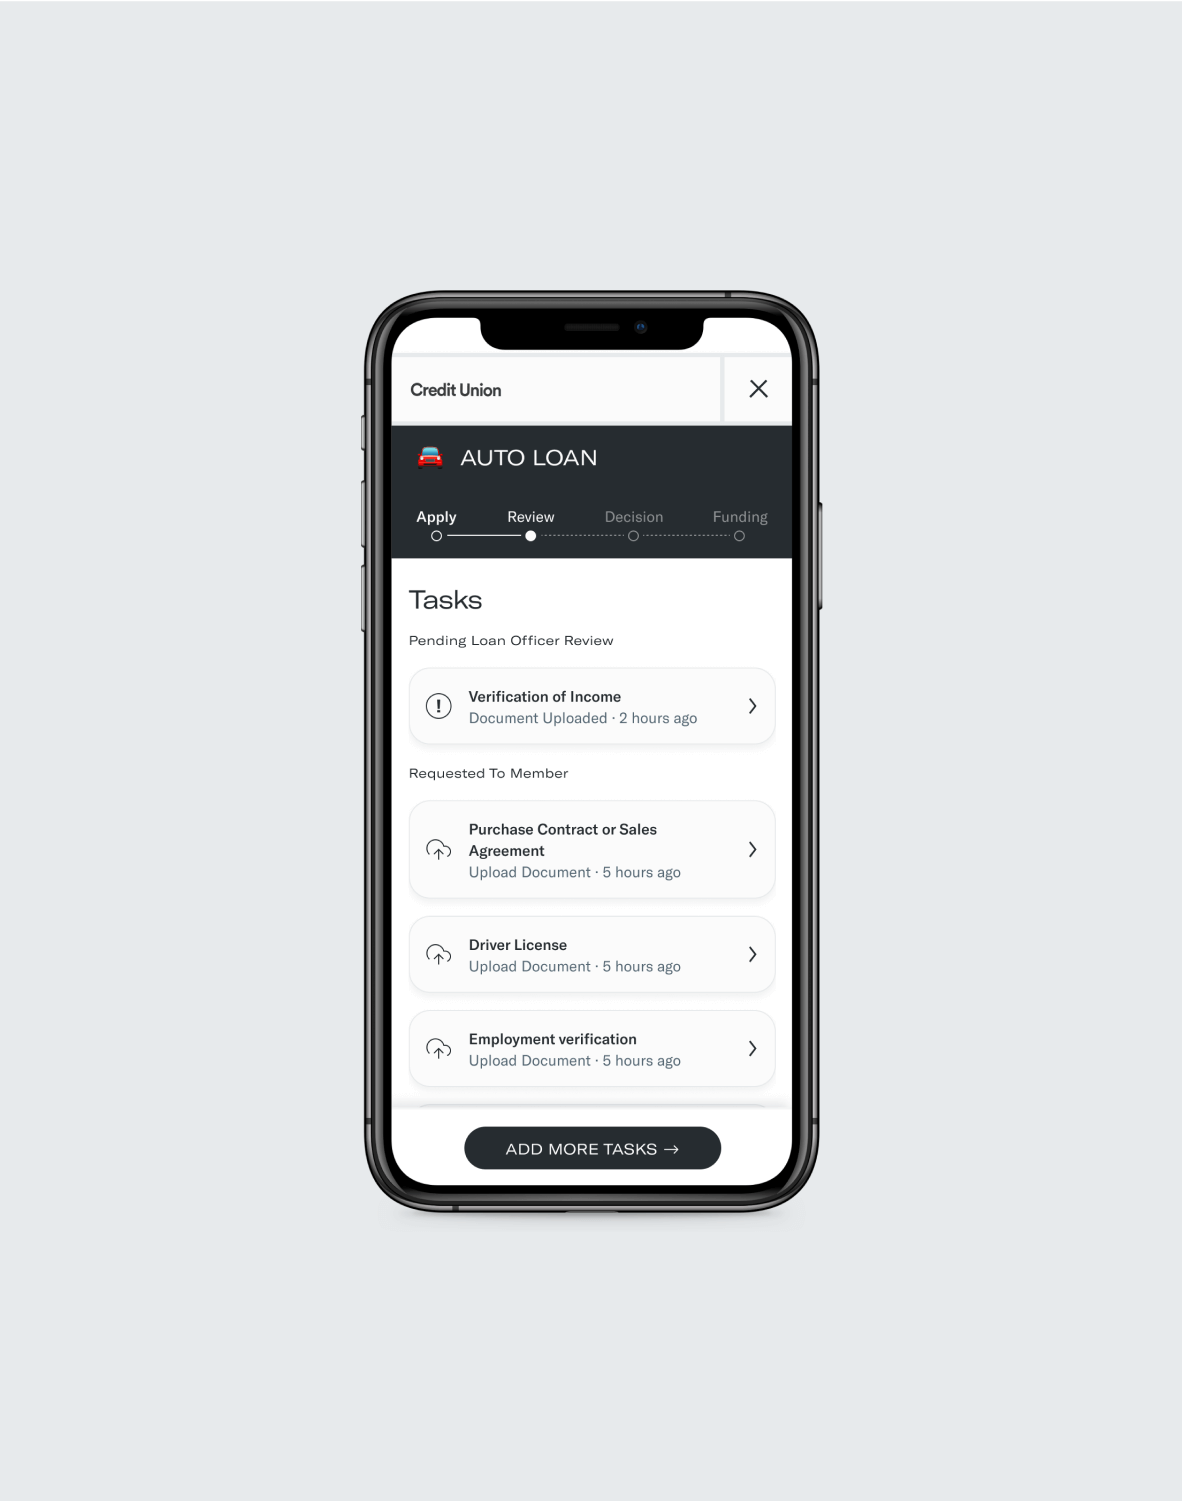 Credit Union
AUTO LOAN
Apply Review Decision Funding
Tasks
Pending Loan Officer Review
Verification of Income
Document Uploaded · 2 hours ago
Requested To Member
Purchase Contract or Sales
Agreement
Upload Document · 5 hours ago
Driver License
Upload Document · 5 hours ago
Employment verification
Upload Document · 5 hours ago
ADD MORE TASKS →